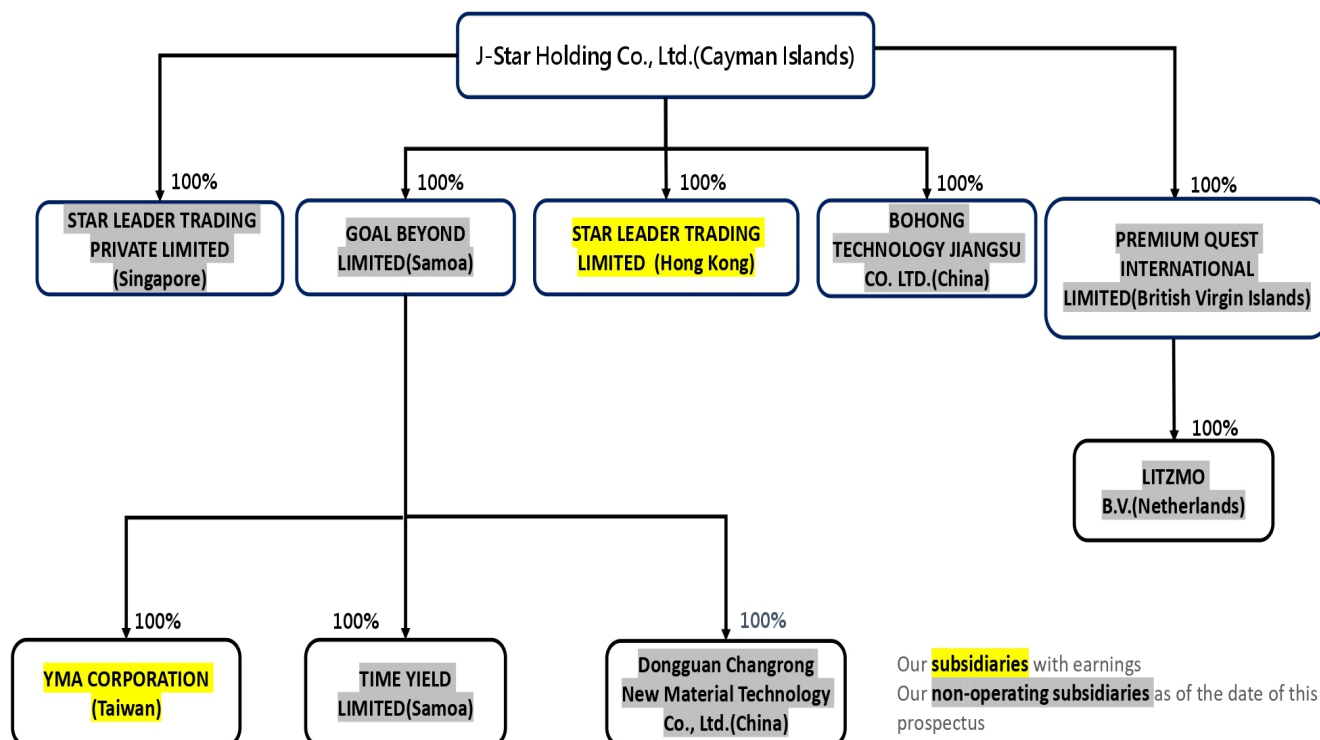 J-Star Holding Co., Ltd.(Cayman Islands)
100%
100%
100%
100%
100%
STAR LEADER TRADING
PRIVATE LIMITED
(Singapore)
GOAL BEYOND
LIMITED(Samoa)
STAR LEADER TRADING
LIMITED (Hong Kong)
BOHONG
TECHNOLOGY JIANGSU
CO. LTD.(China)
PREMIUM QUEST
INTERNATIONAL
LIMITED(British Virgin Islands)
100%
LITZMO
B.V.(Netherlands)
100%
100%
100%
YMA CORPORATION
(Taiwan)
TIME YIELD
LIMITED(Samoa)
Dongguan Changrong
New Material Technology
Co., Ltd.(China)
Our subsidiaries with earnings
Our non-operating subsidiaries as of the date of this
prospectus